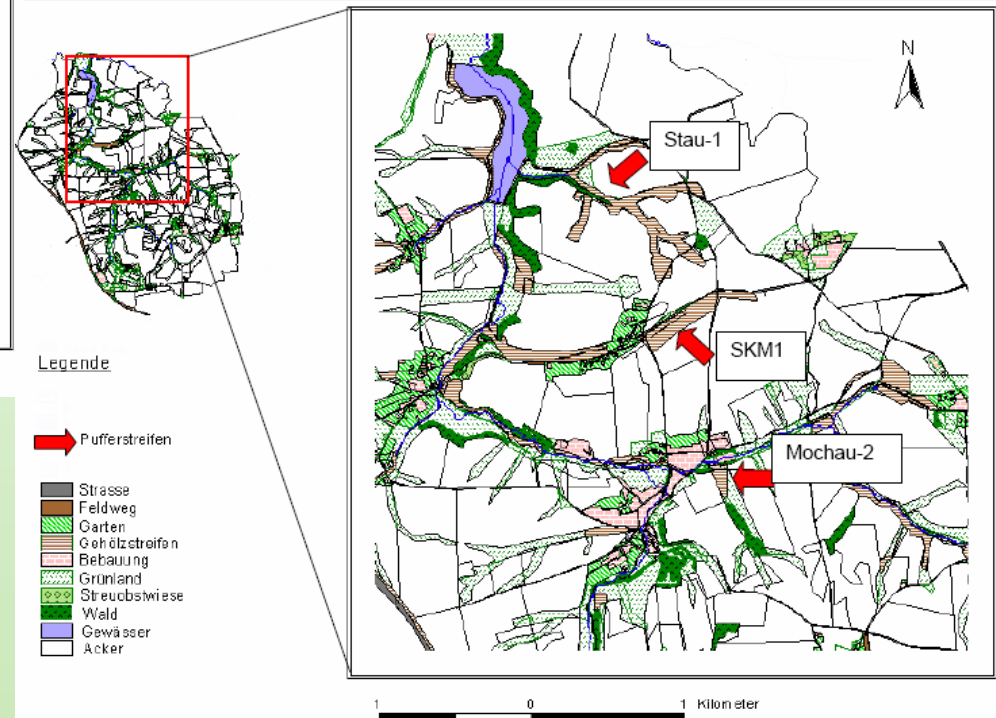 N
Stau-1
SKM1
Mochau-2
Legende
Pufferstreifen
Strasse
Feldweg
Garten
Gehölzstreifen
Bebauung
Grünland
Streuobstwiese
Wald
Gewässer
Acker
1 0 1 Kilometer